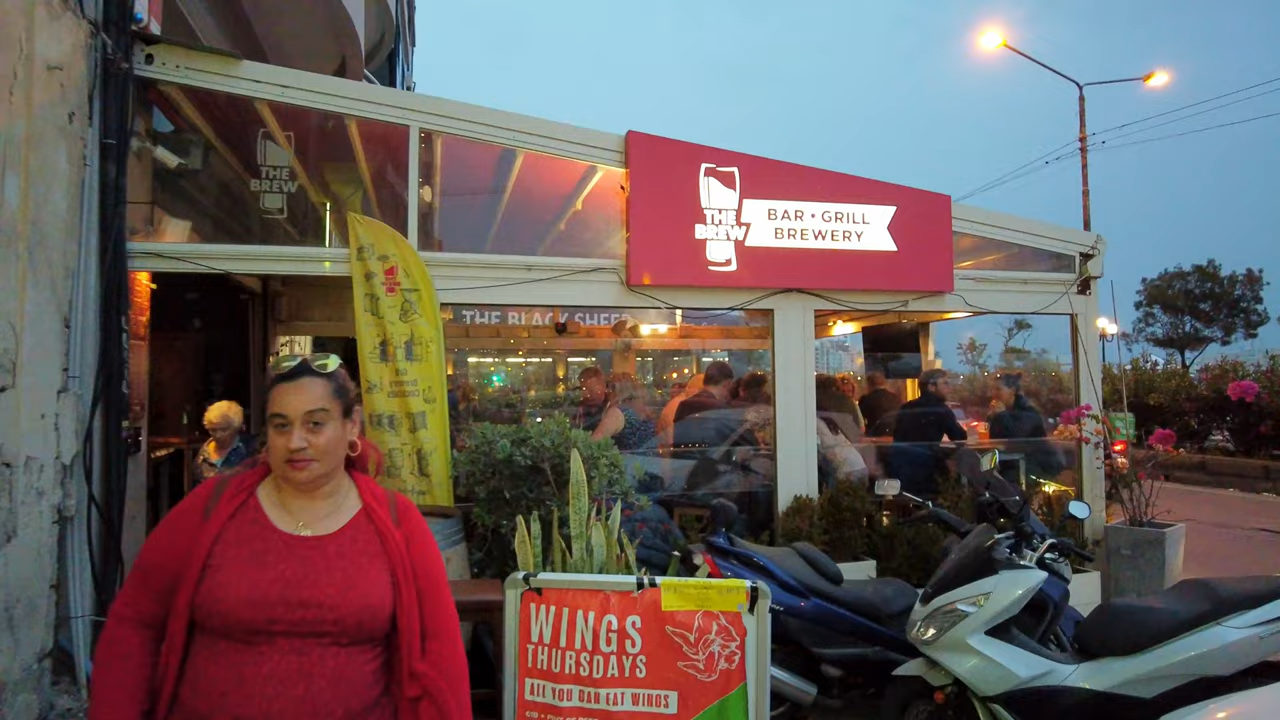 THE
BREW
THE
BREW
BAR • GRILL
BREWERY
THE BLACK SHEEP
WINGS
THURSDAYS
ALL YOU CAN EAT WINGS